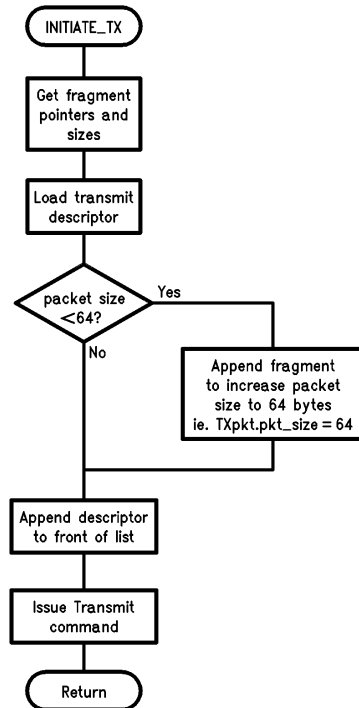 INITIATE_TX
Get fragment
pointers and
sizes
Load transmit
descriptor
packet size
<64?
Yes
No
Append fragment
to increase packet
size to 64 bytes
ie. TXpkt.pkt_size = 64
Append descriptor
to front of list
Issue Transmit
command
Return